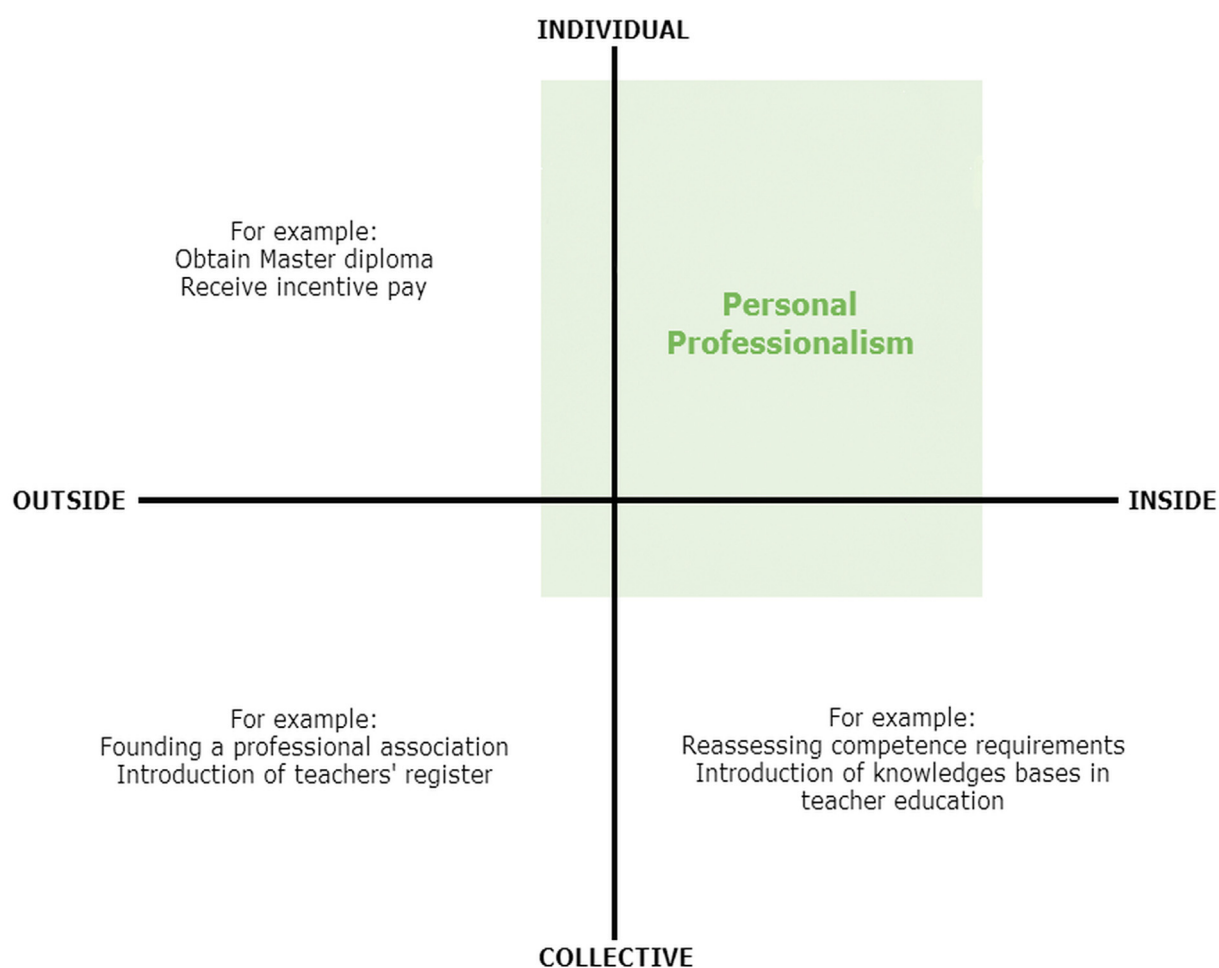 INDIVIDUAL
For example:
Obtain Master diploma
Receive incentive pay
Personal
Professionalism
OUTSIDE
INSIDE
For example:
Founding a professional association
Introduction of teachers' register
For example:
Reassessing competence requirements
Introduction of knowledges bases in
teacher education
COLLECTIVE